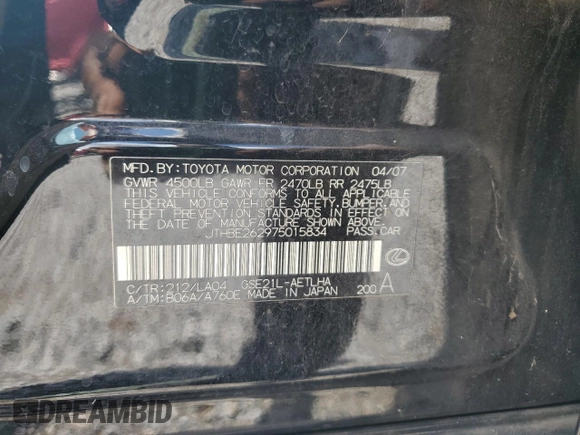 MFD.BY:TOYOTA MOTOR CORPORATION 04/07
GVWR 4500LB GAWR FR 2470LB RR 2475LB
THIS VEHICLE CONFORMS TO ALL APPLICABLE
FEDERAL MOTOR VEHICLE SAFETY,BUMPER,AND
THEFT PREVENTION STANDARDS IN EFFECT ON
THE DATE OF MANUFACTURE SHOWN ABOVE.
JTHBE262975015834 PASS.CAR
C/TR:212/LA04 GSE21L-AETLHA
A/TM:B06A/A760E MADE IN JAPAN 200 A
DREAMBID